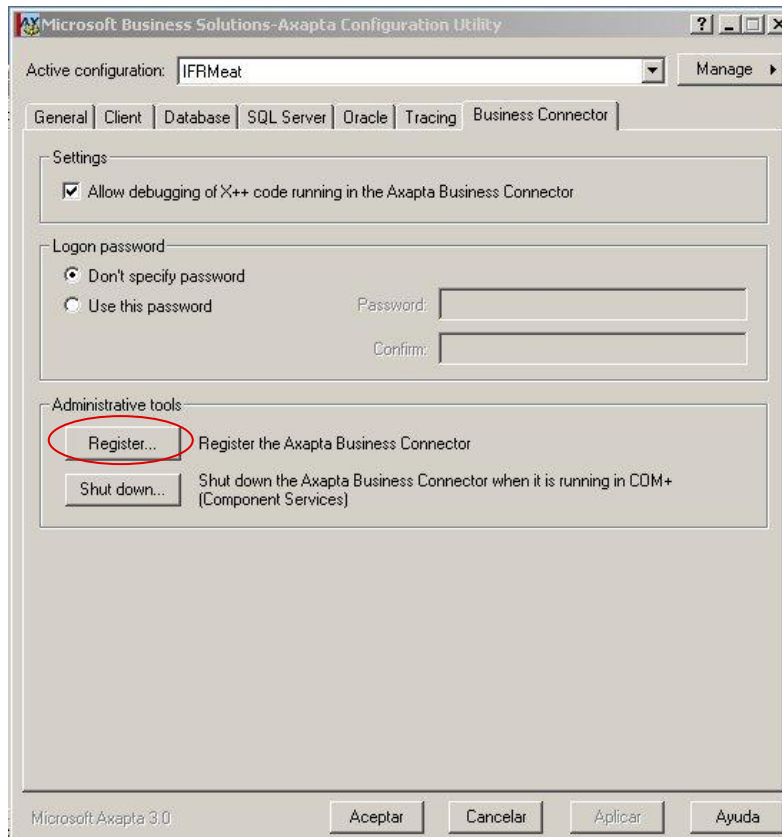 Microsoft Business Solutions-Axapta Configuration Utility
Active configuration: IFRMeat Manage
General Client Database SQL Server Oracle Tracing Business Connector
Settings
Allow debugging of X++ code running in the Axapta Business Connector
Logon password
Don't specify password
Use this password Password:
Confirm:
Administrative tools
Register... Register the Axapta Business Connector
Shut down... Shut down the Axapta Business Connector when it is running in COM+
(Component Services)
Microsoft Axapta 3.0 Aceptar Cancelar Aplicar Ayuda